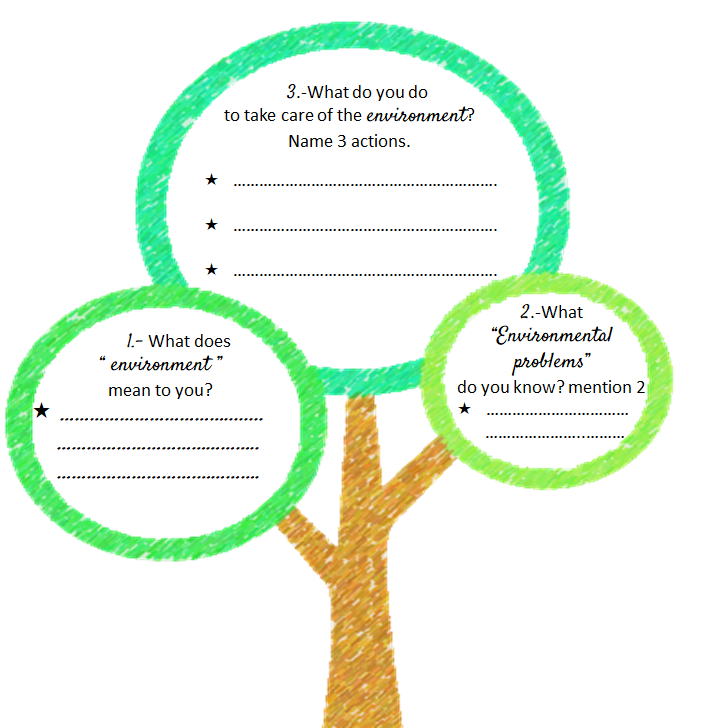 3.-What do you do
to take care of the environment?
Name 3 actions.
★ ......................................................
★ ......................................................
★ ......................................................
1.- What does
“ environment ”
mean to you?
★ .......................................
.......................................
.......................................
2.-What
“Environmental
problems”
do you know? mention 2
★ ..............................
..............................